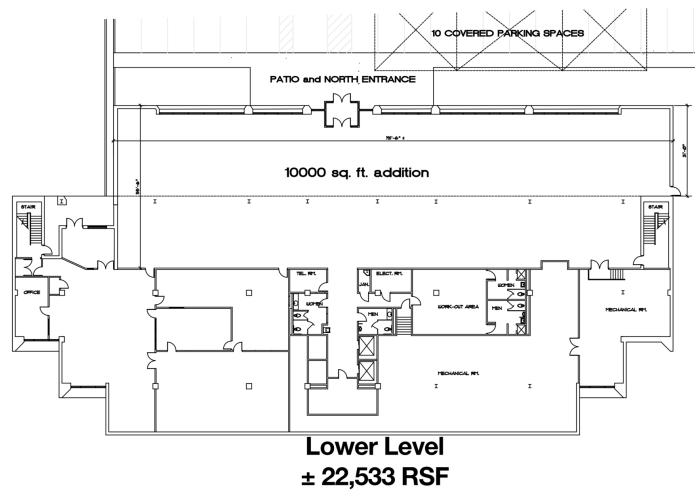 10 COVERED PARKING SPACES
PATIO and NORTH ENTRANCE
10000 sq. ft. addition
STAIR
STAIR
TEL. RM.
ELECT. RM.
JAN.
WOMEN
OFFICE
WOMEN
WORK-OUT AREA
MEN
MEN
MECHANICAL RM.
MECHANICAL RM.
Lower Level
± 22,533 RSF